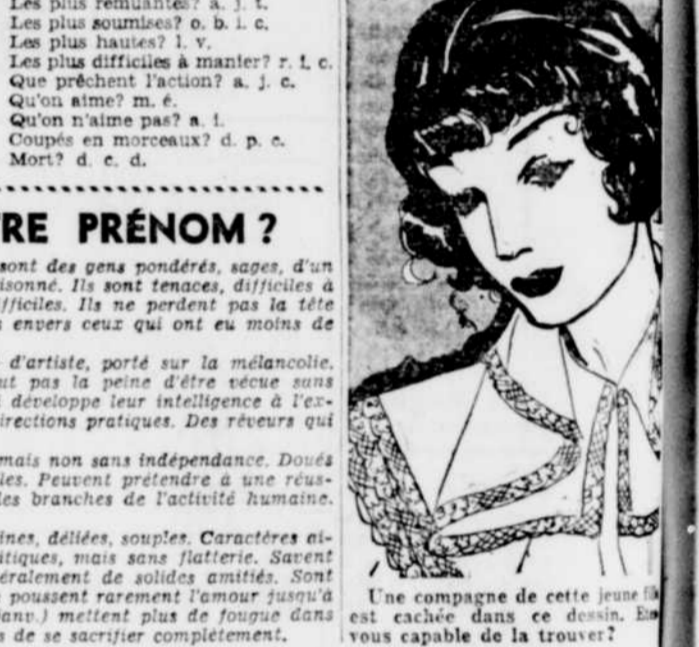 Les plus remuantes? a. j. t.
Les plus soumises? o. b. i. c.
Les plus hautes? l. v.
Les plus difficiles à manier? r. i. c.
Que prêchent l'action? a. j. c.
Qu'on aime? m. é.
Qu'on n'aime pas? a. i.
Coupés en morceaux? d. p. c.
Mort? d. c. d.
RE PRÉNOM?
sont des gens pondérés, sages, d'un
isonné. Ils sont tenaces, difficiles à
fficiles. Ils ne perdent pas la tête
s envers ceux qui ont eu moins de
d'artiste, porté sur la mélancolie.
ut pas la peine d'être vécue sans
développe leur intelligence à l'ex-
irections pratiques. Des rêveurs qui
mais non sans indépendance. Doués
les. Peuvent prétendre à une réus-
les branches de l'activité humaine.
ines, déliées, souples. Caractères ai-
itiques, mais sans flatterie. Savent
éralement de solides amitiés. Sont
poussent rarement l'amour jusqu'à
anv.) mettent plus de fougue dans
s de se sacrifier complètement.
Une compagne de cette jeune
est cachée dans ce dessin.
vous capable de la trouver?